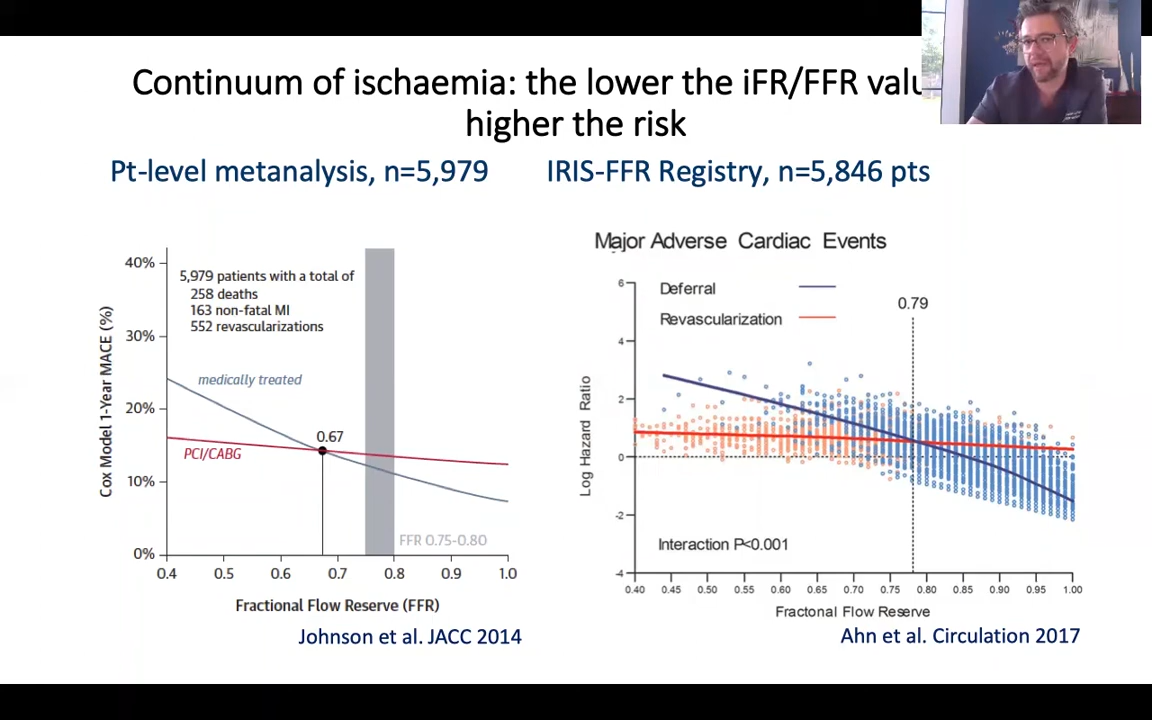 Continuum of ischaemia: the lower the iFR/FFR valu
higher the risk
Pt-level metanalysis, n=5,979
IRIS-FFR Registry, n=5,846 pts
40%
30%
20%
10%
0%
Cox Model 1-Year MACE (%)
5,979 patients with a total of
258 deaths
163 non-fatal MI
552 revascularizations
medically treated
0.67
PCI/CABG
FFR 0.75-0.80
0.4 0.5 0.6 0.7 0.8 0.9 1.0
Fractional Flow Reserve (FFR)
Johnson et al. JACC 2014
Major Adverse Cardiac Events
6
4
2
0
-2
-4
Log Hazard Ratio
Deferral
Revascularization
0.79
Interaction P<0.001
0.40 0.45 0.50 0.55 0.60 0.65 0.70 0.75 0.80 0.85 0.90 0.95 1.00
Fractonal Flow Reserve
Ahn et al. Circulation 2017